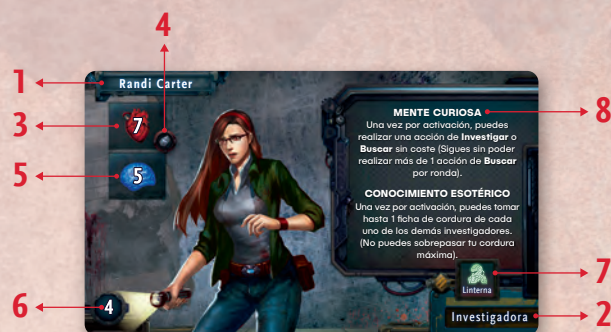 4
1
Randi Carter
3
7
5
5
MENTE CURIOSA
8
Una vez por activación, puedes
realizar una acción de Investigar o
Buscar sin coste (Sigues sin poder
realizar más de 1 acción de Buscar
por ronda).
CONOCIMIENTO ESOTÉRICO
Una vez por activación, puedes tomar
hasta 1 ficha de cordura de cada
uno de los demás investigadores.
(No puedes sobrepasar tu cordura
máxima).
7
Linterna
6
4
Investigadora
2